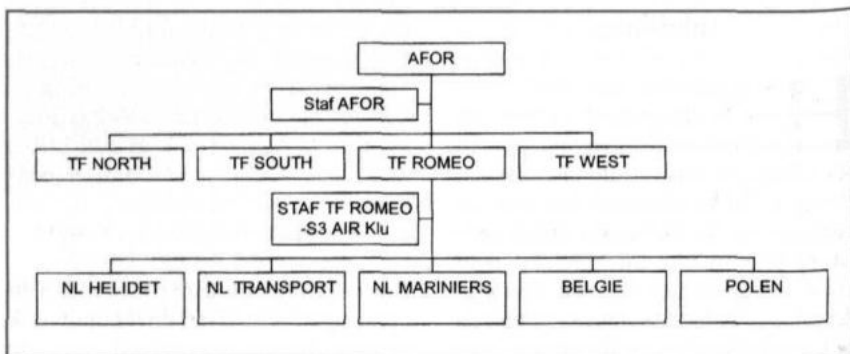 AFOR
Staf AFOR
TF NORTH
TF SOUTH
TF ROMEO
TF WEST
STAF TF ROMEO
-S3 AIR Klu
NL HELIDET
NL TRANSPORT
NL MARINIERS
BELGIE
POLEN